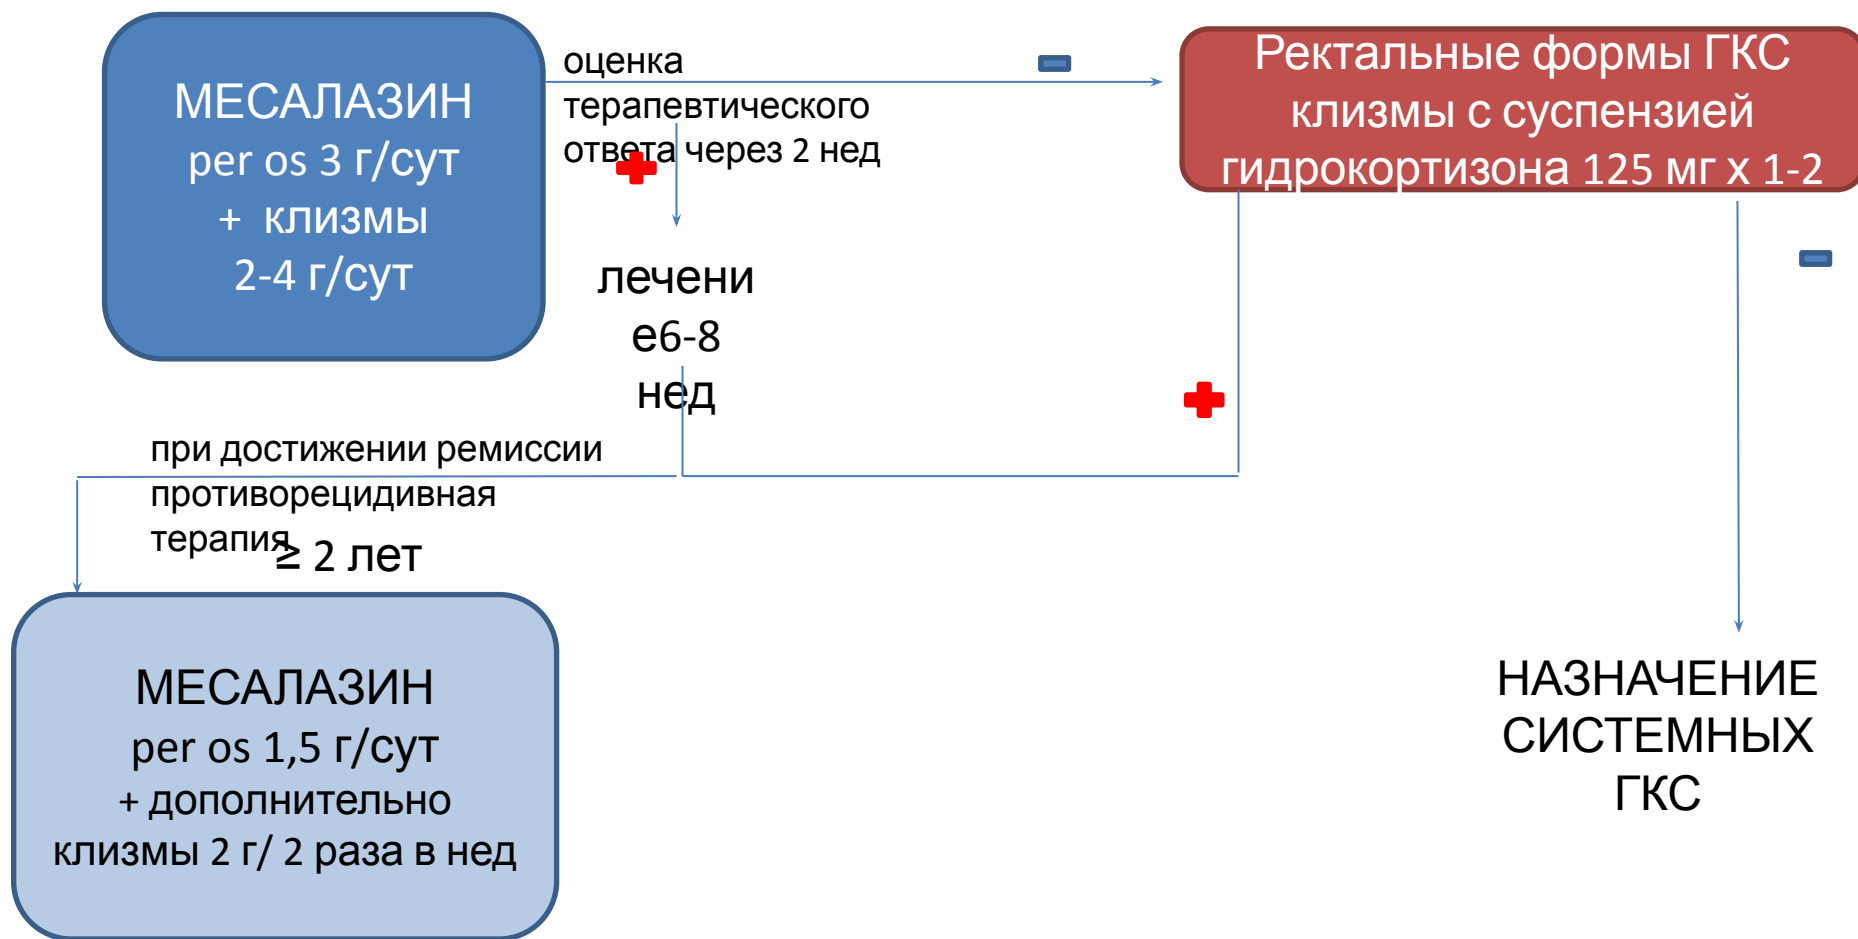 МЕСАЛАЗИН
per os 3 г/сут
+ клизмы
2-4 г/сут
оценка
терапевтического
ответа через 2 нед
Ректальные формы ГКС
клизмы с суспензией
гидрокортизона 125 мг х 1-2
лечени
е6-8
нед
при достижении ремиссии
противорецидивная
терапия
≥ 2 лет
МЕСАЛАЗИН
per os 1,5 г/сут
+ дополнительно
клизмы 2 г/ 2 раза в нед
НАЗНАЧЕНИЕ
СИСТЕМНЫХ
ГКС